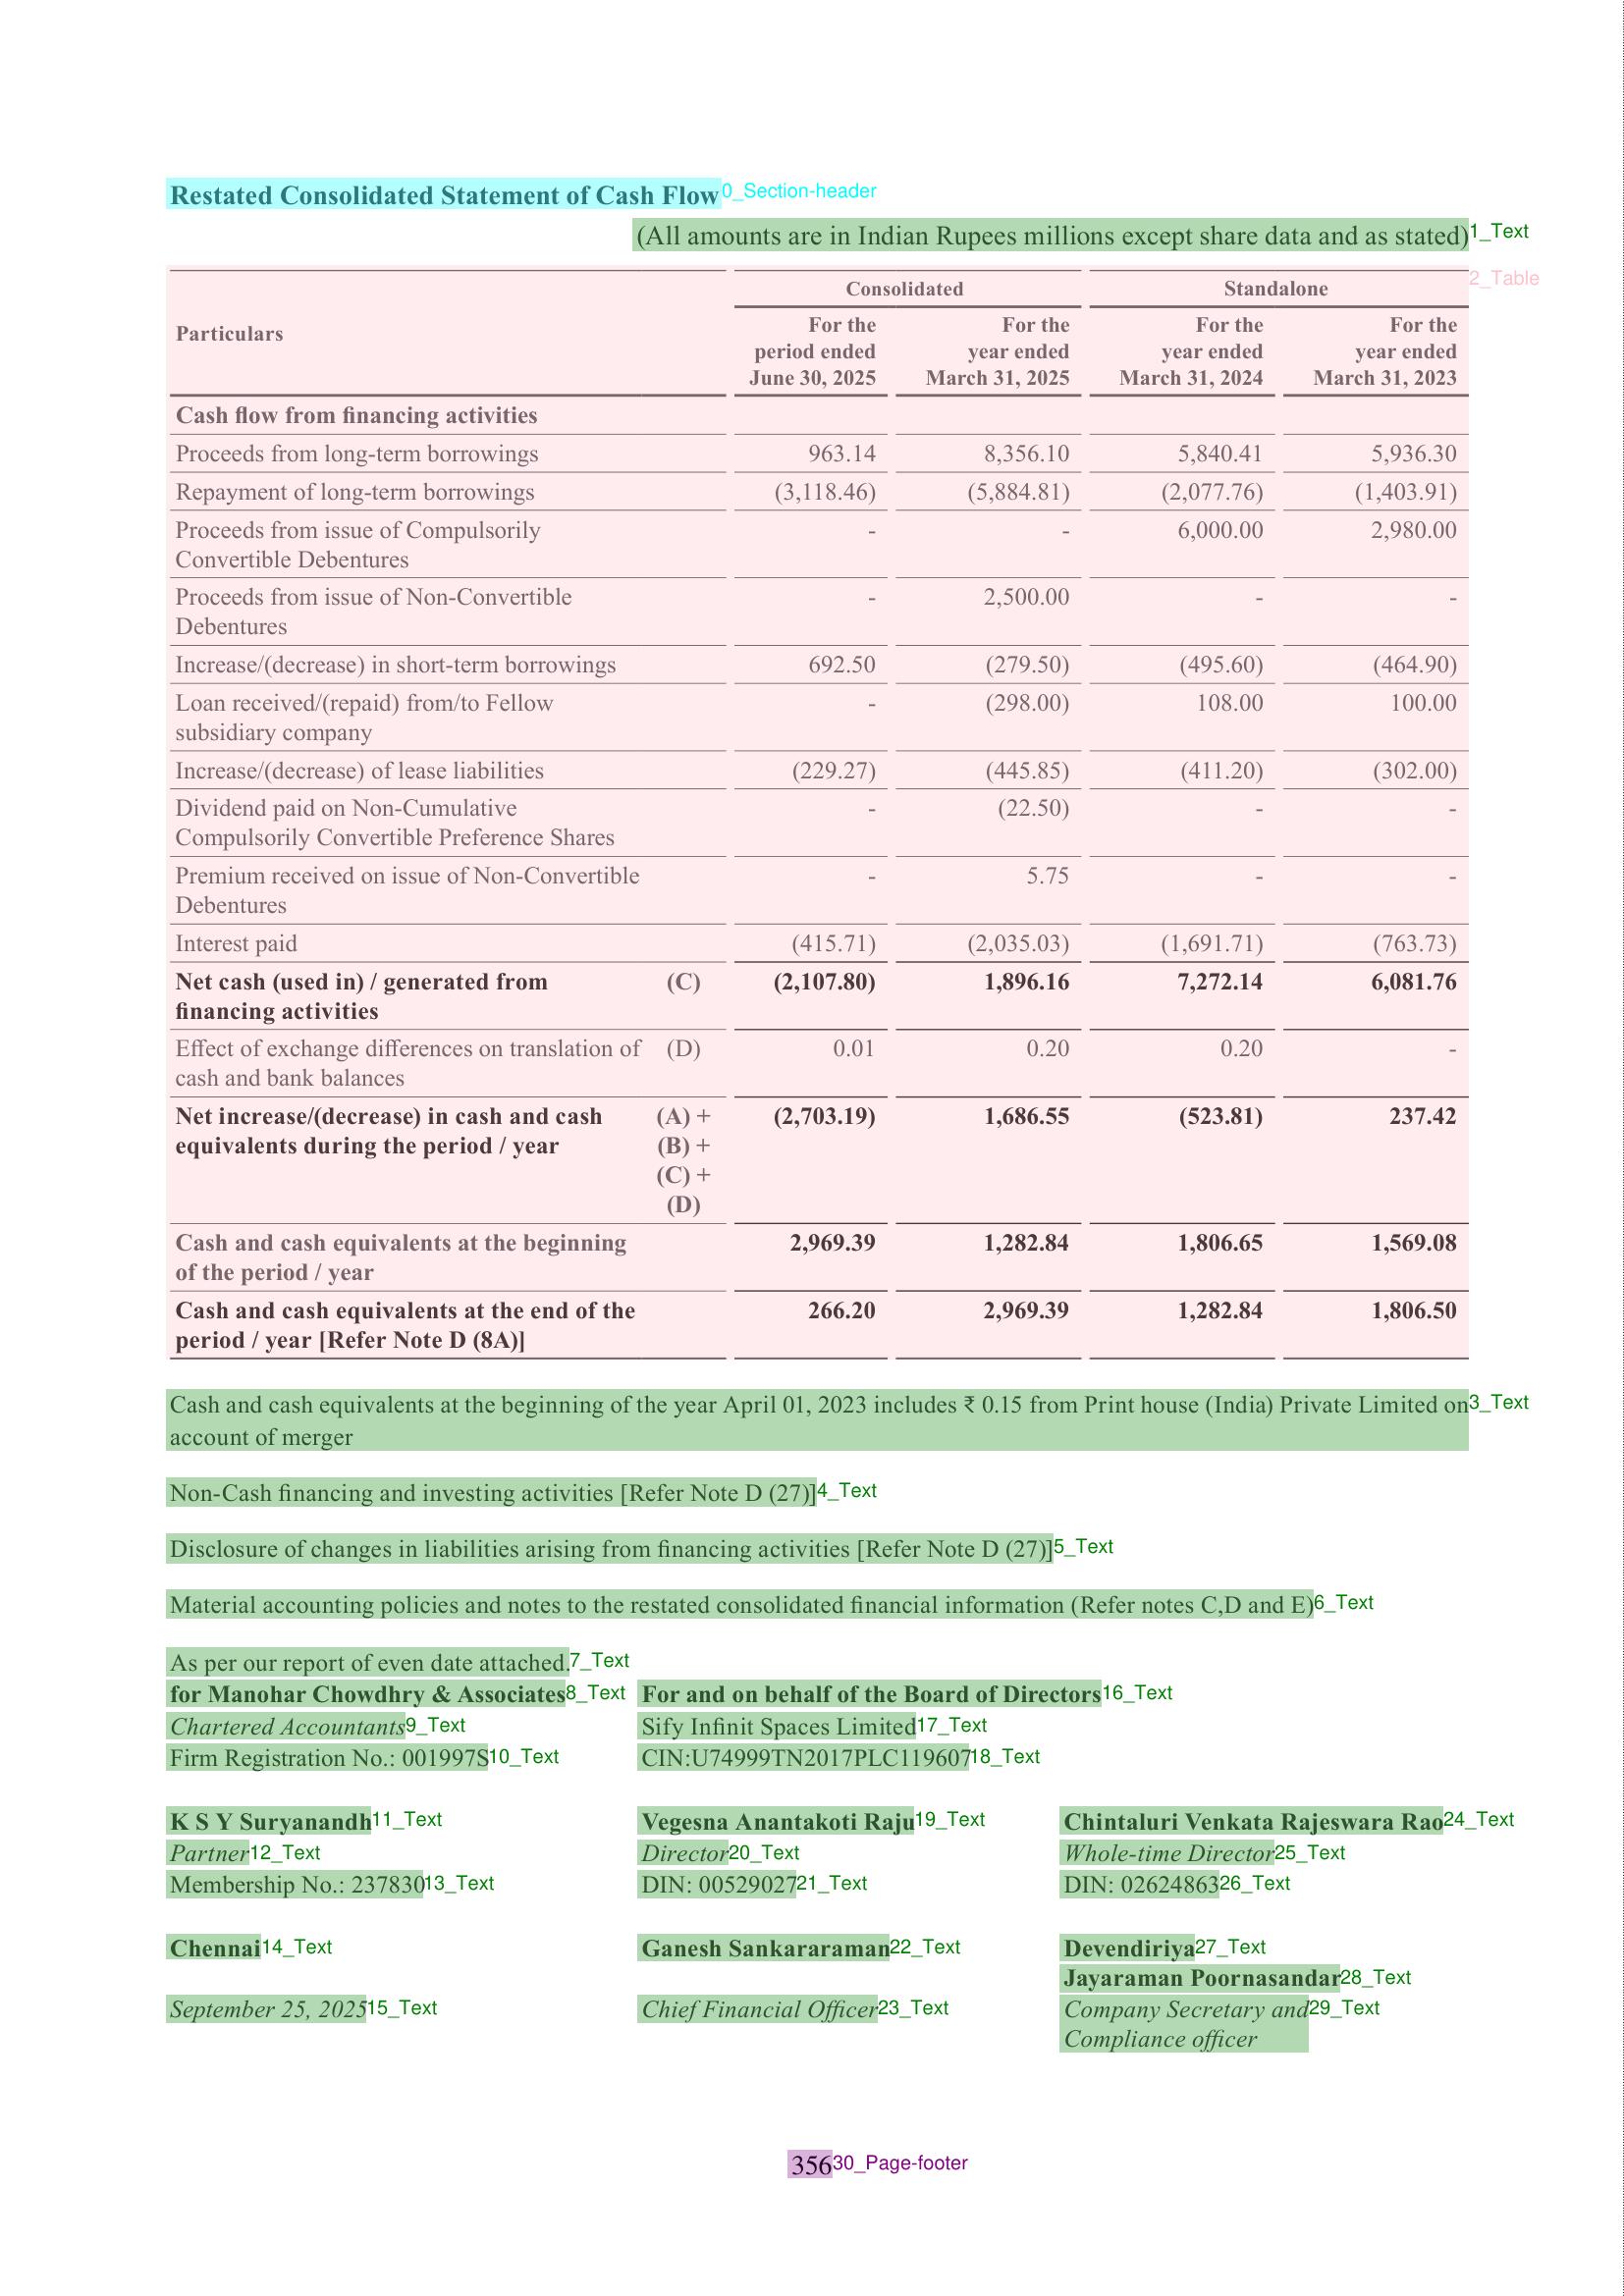 Restated Consolidated Statement of Cash Flow 0_Section-header
(All amounts are in Indian Rupees millions except share data and as stated) 1_Text
2_Table
Consolidated Standalone
Particulars For the period ended June 30, 2025 For the year ended March 31, 2025 For the year ended March 31, 2024 For the year ended March 31, 2023
Cash flow from financing activities
Proceeds from long-term borrowings 963.14 8,356.10 5,840.41 5,936.30
Repayment of long-term borrowings (3,118.46) (5,884.81) (2,077.76) (1,403.91)
Proceeds from issue of Compulsorily - - 6,000.00 2,980.00
Convertible Debentures
Proceeds from issue of Non-Convertible - 2,500.00 - -
Debentures
Increase/(decrease) in short-term borrowings 692.50 (279.50) (495.60) (464.90)
Loan received/(repaid) from/to Fellow - (298.00) 108.00 100.00
subsidiary company
Increase/(decrease) of lease liabilities (229.27) (445.85) (411.20) (302.00)
Dividend paid on Non-Cumulative - (22.50) - -
Compulsorily Convertible Preference Shares
Premium received on issue of Non-Convertible - 5.75 - -
Debentures
Interest paid (415.71) (2,035.03) (1,691.71) (763.73)
Net cash (used in) / generated from (C) (2,107.80) 1,896.16 7,272.14 6,081.76
financing activities
Effect of exchange differences on translation of (D) 0.01 0.20 0.20 -
cash and bank balances
Net increase/(decrease) in cash and cash (A) + (2,703.19) 1,686.55 (523.81) 237.42
equivalents during the period / year (B) +
(C) +
(D)
Cash and cash equivalents at the beginning 2,969.39 1,282.84 1,806.65 1,569.08
of the period / year
Cash and cash equivalents at the end of the 266.20 2,969.39 1,282.84 1,806.50
period / year [Refer Note D (8A)]
Cash and cash equivalents at the beginning of the year April 01, 2023 includes ₹ 0.15 from Print house (India) Private Limited on 3_Text
account of merger
Non-Cash financing and investing activities [Refer Note D (27)] 4_Text
Disclosure of changes in liabilities arising from financing activities [Refer Note D (27)] 5_Text
Material accounting policies and notes to the restated consolidated financial information (Refer notes C,D and E) 6_Text
As per our report of even date attached. 7_Text
for Manohar Chowdhry & Associates 8_Text For and on behalf of the Board of Directors 16_Text
Chartered Accountants 9_Text Sify Infinit Spaces Limited 17_Text
Firm Registration No.: 001997S 10_Text CIN:U74999TN2017PLC119607 18_Text
K S Y Suryanandh 11_Text Vegesna Anantakoti Raju 19_Text Chintaluri Venkata Rajeswara Rao 24_Text
Partner 12_Text Director 20_Text Whole-time Director 25_Text
Membership No.: 237830 13_Text DIN: 00529027 21_Text DIN: 02624863 26_Text
Chennai 14_Text Ganesh Sankararaman 22_Text Devendiriya 27_Text
Jayaraman Poornasandar 28_Text
September 25, 2025 15_Text Chief Financial Officer 23_Text Company Secretary and 29_Text
Compliance officer
356 30_Page-footer